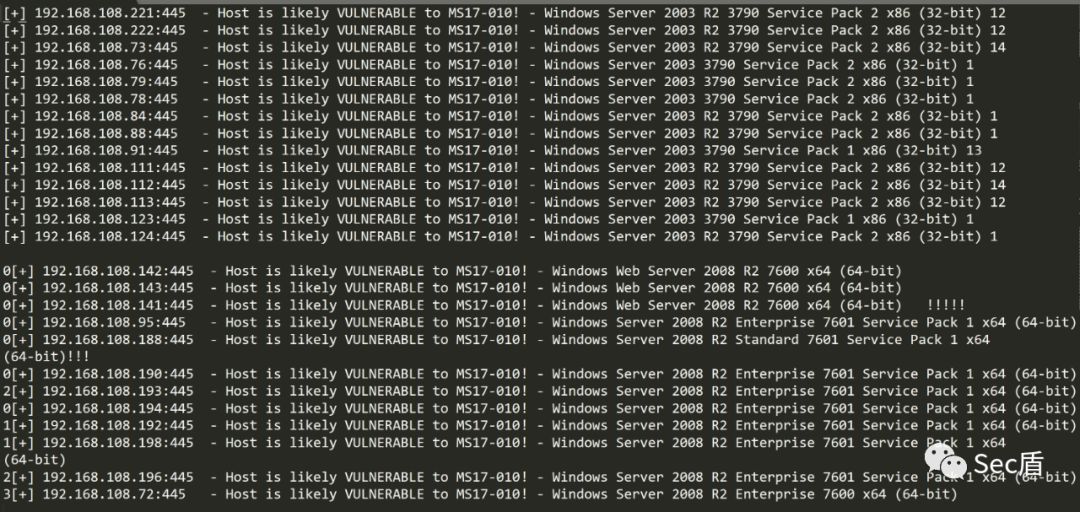 [+] 192.168.108.221:445 - Host is likely VULNERABLE to MS17-010! - Windows Server 2003 R2 3790 Service Pack 2 x86 (32-bit) 12
[+] 192.168.108.222:445 - Host is likely VULNERABLE to MS17-010! - Windows Server 2003 R2 3790 Service Pack 2 x86 (32-bit) 12
[+] 192.168.108.73:445 - Host is likely VULNERABLE to MS17-010! - Windows Server 2003 R2 3790 Service Pack 2 x86 (32-bit) 14
[+] 192.168.108.76:445 - Host is likely VULNERABLE to MS17-010! - Windows Server 2003 3790 Service Pack 2 x86 (32-bit) 1
[+] 192.168.108.79:445 - Host is likely VULNERABLE to MS17-010! - Windows Server 2003 3790 Service Pack 2 x86 (32-bit) 1
[+] 192.168.108.78:445 - Host is likely VULNERABLE to MS17-010! - Windows Server 2003 3790 Service Pack 2 x86 (32-bit) 1
[+] 192.168.108.84:445 - Host is likely VULNERABLE to MS17-010! - Windows Server 2003 R2 3790 Service Pack 2 x86 (32-bit) 1
[+] 192.168.108.88:445 - Host is likely VULNERABLE to MS17-010! - Windows Server 2003 R2 3790 Service Pack 2 x86 (32-bit) 1
[+] 192.168.108.91:445 - Host is likely VULNERABLE to MS17-010! - Windows Server 2003 3790 Service Pack 1 x86 (32-bit) 13
[+] 192.168.108.111:445 - Host is likely VULNERABLE to MS17-010! - Windows Server 2003 R2 3790 Service Pack 2 x86 (32-bit) 12
[+] 192.168.108.112:445 - Host is likely VULNERABLE to MS17-010! - Windows Server 2003 R2 3790 Service Pack 2 x86 (32-bit) 14
[+] 192.168.108.113:445 - Host is likely VULNERABLE to MS17-010! - Windows Server 2003 R2 3790 Service Pack 2 x86 (32-bit) 12
[+] 192.168.108.123:445 - Host is likely VULNERABLE to MS17-010! - Windows Server 2003 3790 Service Pack 1 x86 (32-bit) 1
[+] 192.168.108.124:445 - Host is likely VULNERABLE to MS17-010! - Windows Server 2003 R2 3790 Service Pack 2 x86 (32-bit) 1
0[+] 192.168.108.142:445 - Host is likely VULNERABLE to MS17-010! - Windows Web Server 2008 R2 7600 x64 (64-bit)
0[+] 192.168.108.143:445 - Host is likely VULNERABLE to MS17-010! - Windows Web Server 2008 R2 7600 x64 (64-bit)
0[+] 192.168.108.141:445 - Host is likely VULNERABLE to MS17-010! - Windows Web Server 2008 R2 7600 x64 (64-bit) !!!!!
0[+] 192.168.108.95:445 - Host is likely VULNERABLE to MS17-010! - Windows Server 2008 R2 Enterprise 7601 Service Pack 1 x64 (64-bit)
0[+] 192.168.108.188:445 - Host is likely VULNERABLE to MS17-010! - Windows Server 2008 R2 Standard 7601 Service Pack 1 x64
(64-bit)!!!
0[+] 192.168.108.190:445 - Host is likely VULNERABLE to MS17-010! - Windows Server 2008 R2 Enterprise 7601 Service Pack 1 x64 (64-bit)
2[+] 192.168.108.193:445 - Host is likely VULNERABLE to MS17-010! - Windows Server 2008 R2 Enterprise 7601 Service Pack 1 x64 (64-bit)
0[+] 192.168.108.194:445 - Host is likely VULNERABLE to MS17-010! - Windows Server 2008 R2 Enterprise 7601 Service Pack 1 x64 (64-bit)
1[+] 192.168.108.192:445 - Host is likely VULNERABLE to MS17-010! - Windows Server 2008 R2 Enterprise 7601 Service Pack 1 x64 (64-bit)
1[+] 192.168.108.198:445 - Host is likely VULNERABLE to MS17-010! - Windows Server 2008 R2 Enterprise 7601 Service Pack 1 x64
(64-bit)
2[+] 192.168.108.196:445 - Host is likely VULNERABLE to MS17-010! - Windows Server 2008 R2 Enterprise 7601 Service Pack 1 x64 (64-bit)
3[+] 192.168.108.72:445 - Host is likely VULNERABLE to MS17-010! - Windows Server 2008 R2 Enterprise 7600 x64 (64-bit)
Sec盾